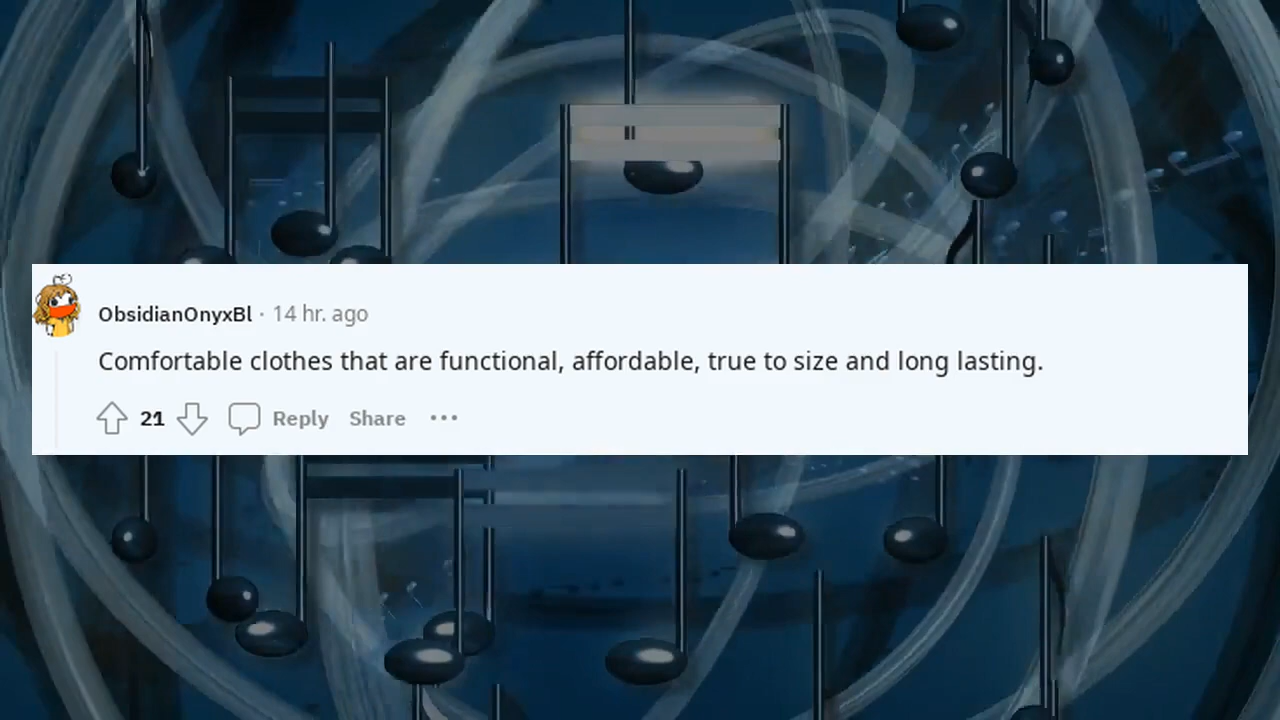 ObsidianOnyxBl · 14 hr. ago
Comfortable clothes that are functional, affordable, true to size and long lasting.
21 Reply Share ···